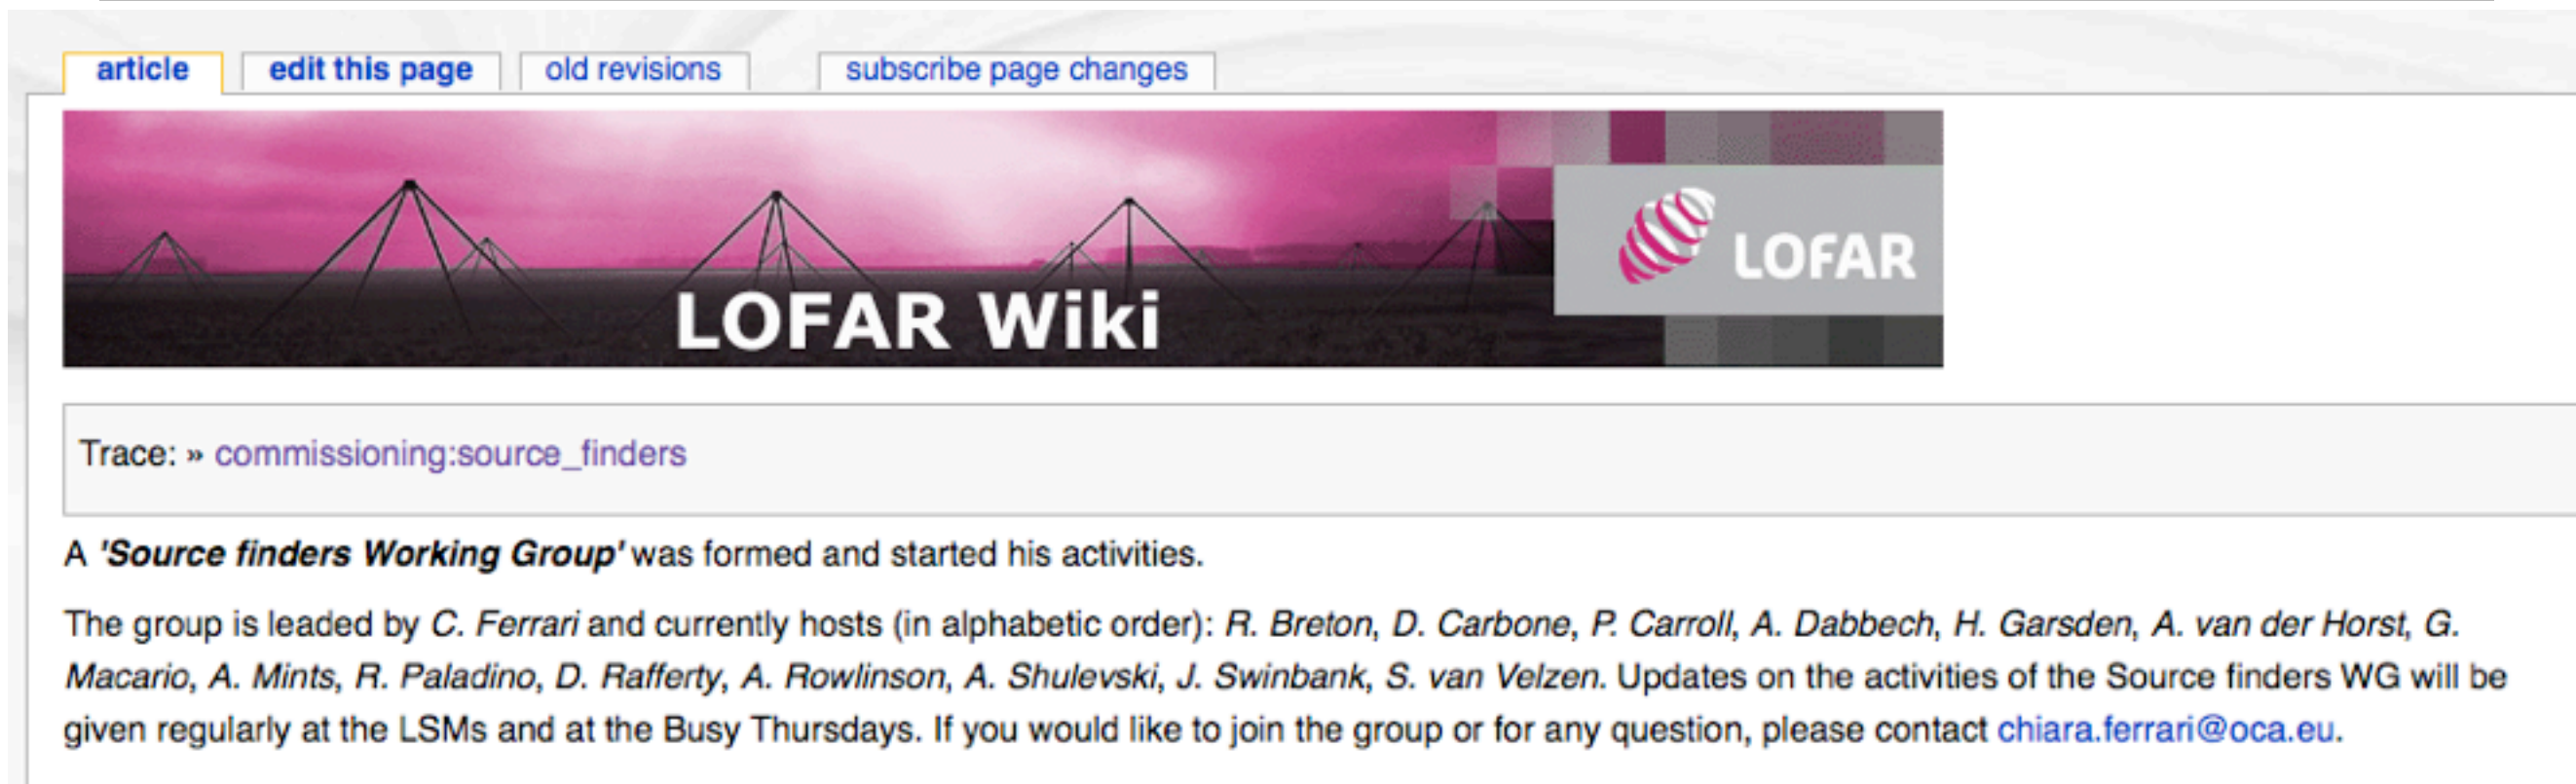 article edit this page old revisions subscribe page changes
LOFAR
LOFAR Wiki
Trace: » commissioning:source_finders
A 'Source finders Working Group' was formed and started his activities.
The group is leaded by C. Ferrari and currently hosts (in alphabetic order): R. Breton, D. Carbone, P. Carroll, A. Dabbech, H. Garsden, A. van der Horst, G.
Macario, A. Mints, R. Paladino, D. Rafferty, A. Rowlinson, A. Shulevski, J. Swinbank, S. van Velzen. Updates on the activities of the Source finders WG will be
given regularly at the LSMs and at the Busy Thursdays. If you would like to join the group or for any question, please contact chiara.ferrari@oca.eu.